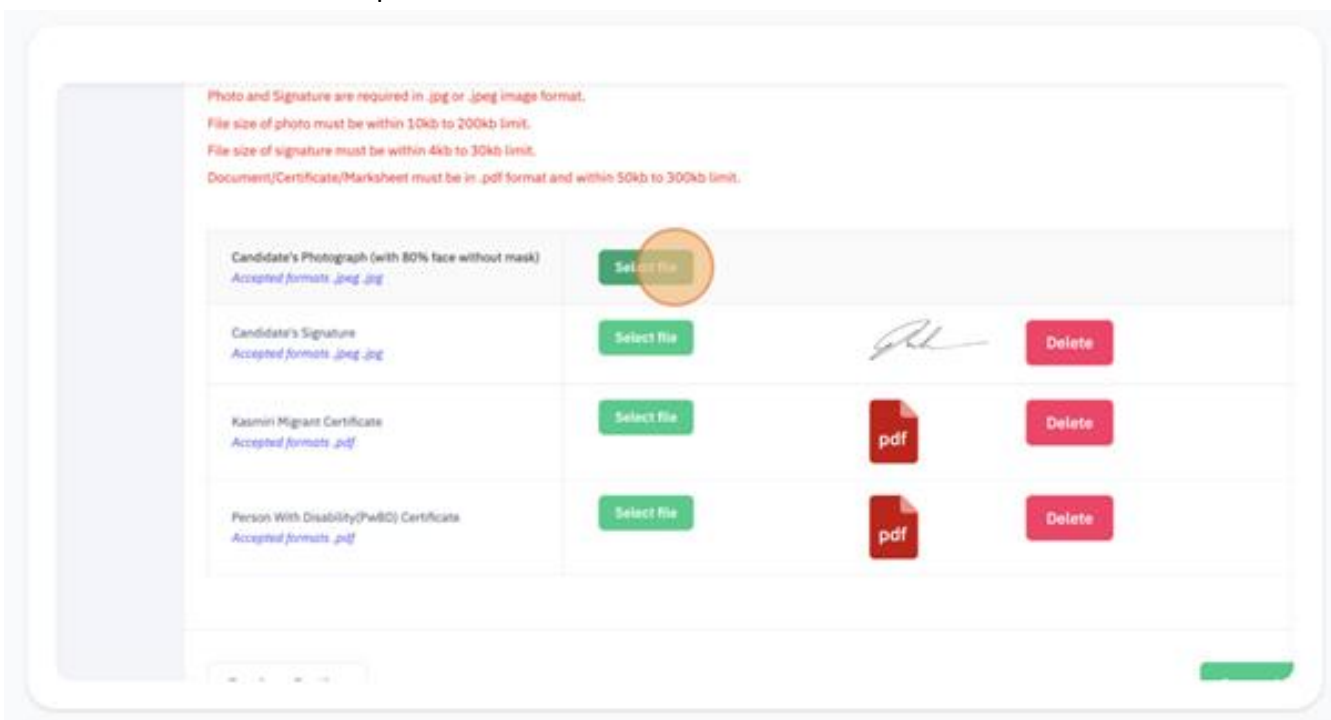 Photo and Signature are required in .jpg or .jpeg image format.
File size of photo must be within 10kb to 200kb limit.
File size of signature must be within 4kb to 30kb limit.
Document/Certificate/Marksheet must be in .pdf format and within 50kb to 300kb limit.
Candidate's Photograph (with 80% face without mask)
Accepted formats .jpeg .jpg
Select file
Candidate's Signature
Accepted formats .jpeg .jpg
Select file
Delete
Kasmiri Migrant Certificate
Accepted formats .pdf
Select file
pdf
Delete
Person With Disability(PwBD) Certificate
Accepted formats .pdf
Select file
pdf
Delete